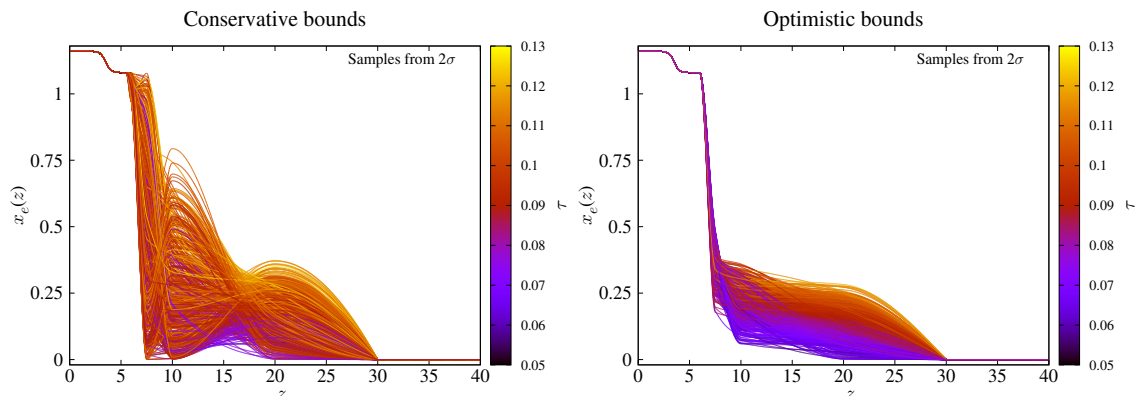 Conservative bounds
Samples from 2σ
x_e(z)
1
0.75
0.5
0.25
0
0 5 10 15 20 25 30 35 40
z
0.13
0.12
0.11
0.1
0.09
0.08
0.07
0.06
0.05
τ
Optimistic bounds
Samples from 2σ
x_e(z)
1
0.75
0.5
0.25
0
0 5 10 15 20 25 30 35 40
z
0.13
0.12
0.11
0.1
0.09
0.08
0.07
0.06
0.05
τ